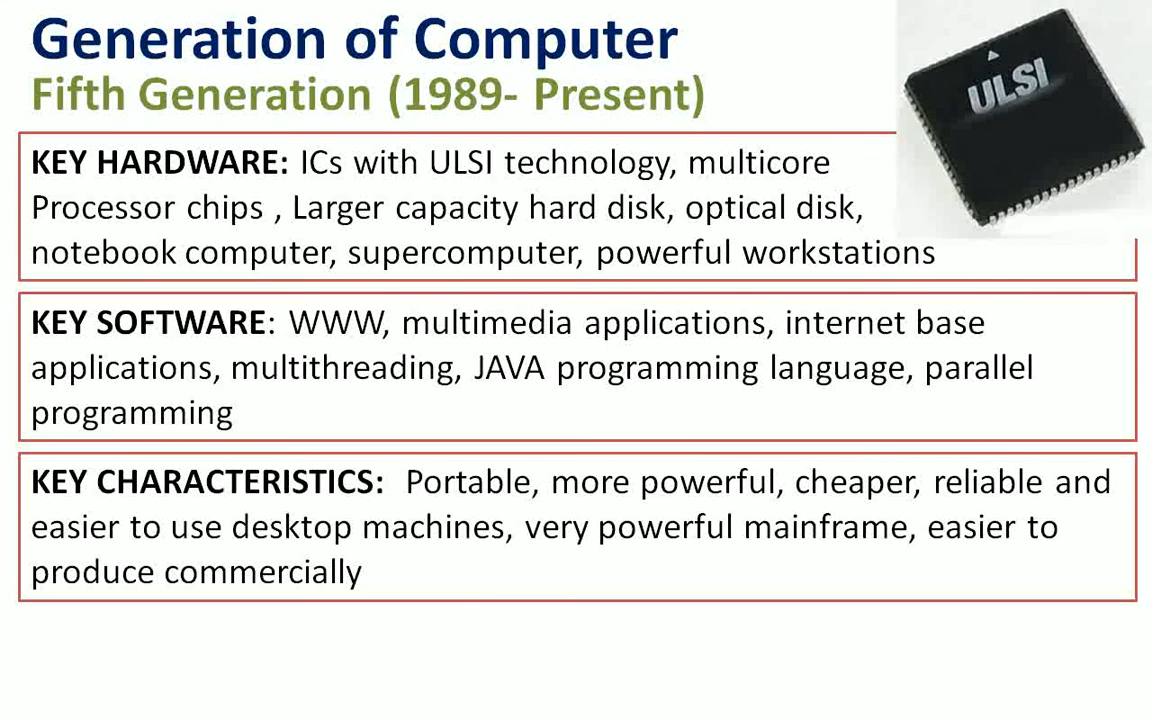 Generation of Computer
Fifth Generation (1989- Present)
ULSI
KEY HARDWARE: ICs with ULSI technology, multicore
Processor chips , Larger capacity hard disk, optical disk,
notebook computer, supercomputer, powerful workstations
KEY SOFTWARE: WWW, multimedia applications, internet base
applications, multithreading, JAVA programming language, parallel
programming
KEY CHARACTERISTICS: Portable, more powerful, cheaper, reliable and
easier to use desktop machines, very powerful mainframe, easier to
produce commercially